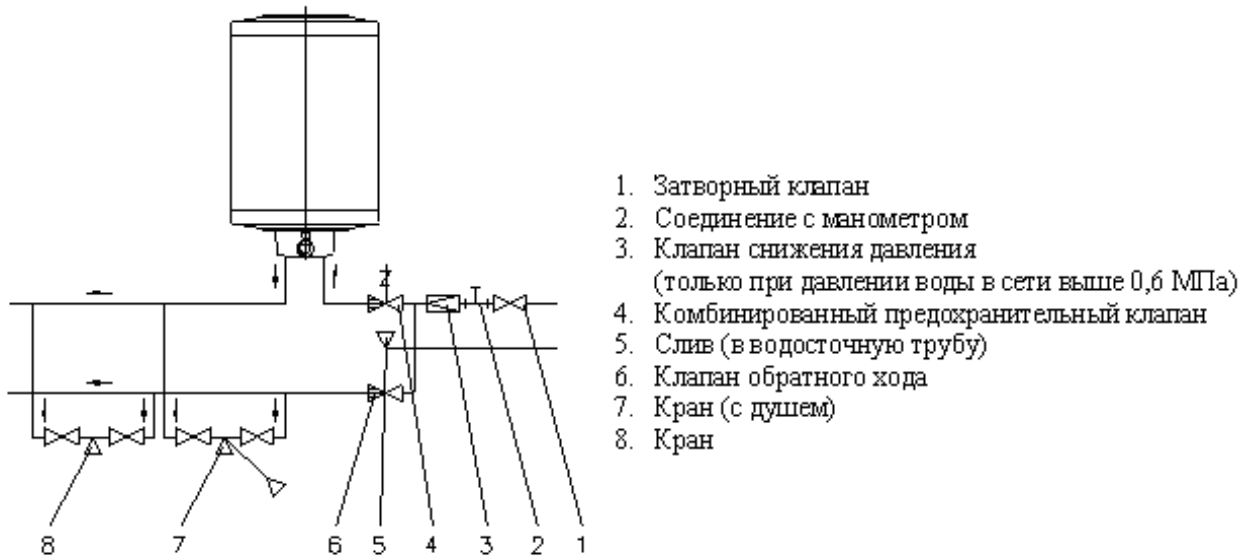 1. Затворный клапан
2. Соединение с манометром
3. Клапан снижения давления
(только при давлении воды в сети выше 0,6 МПа)
4. Комбинированный предохранительный клапан
5. Слив (в водосточную трубу)
6. Клапан обратного хода
7. Кран (с душем)
8. Кран
8 7 6 5 4 3 2 1